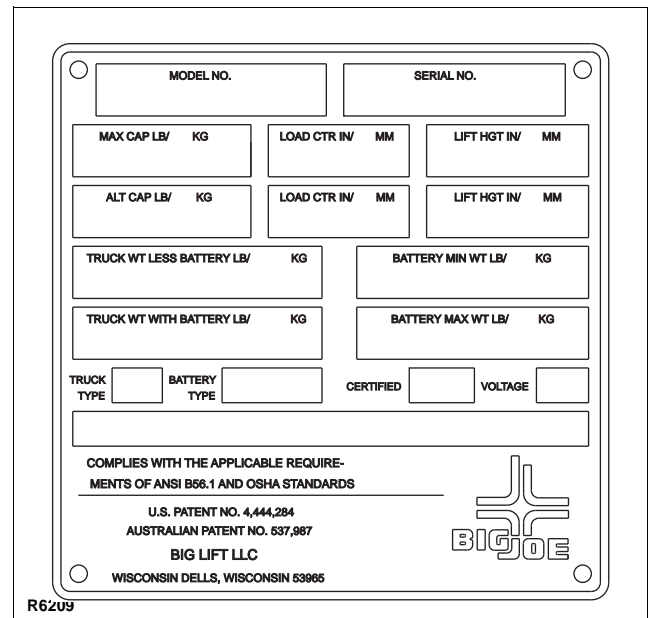 MODEL NO. SERIAL NO.
MAX CAP LB/ KG LOAD CTR IN/ MM LIFT HGT IN/ MM
ALT CAP LB/ KG LOAD CTR IN/ MM LIFT HGT IN/ MM
TRUCK WT LESS BATTERY LB/ KG BATTERY MIN WT LB/ KG
TRUCK WT WITH BATTERY LB/ KG BATTERY MAX WT LB/ KG
TRUCK BATTERY CERTIFIED VOLTAGE
TYPE TYPE
COMPLIES WITH THE APPLICABLE REQUIRE-
MENTS OF ANSI B56.1 AND OSHA STANDARDS
U.S. PATENT NO. 4,444,284
AUSTRALIAN PATENT NO. 537,987
BIG LIFT LLC
WISCONSIN DELLS, WISCONSIN 53965
BIG JOE
R6209